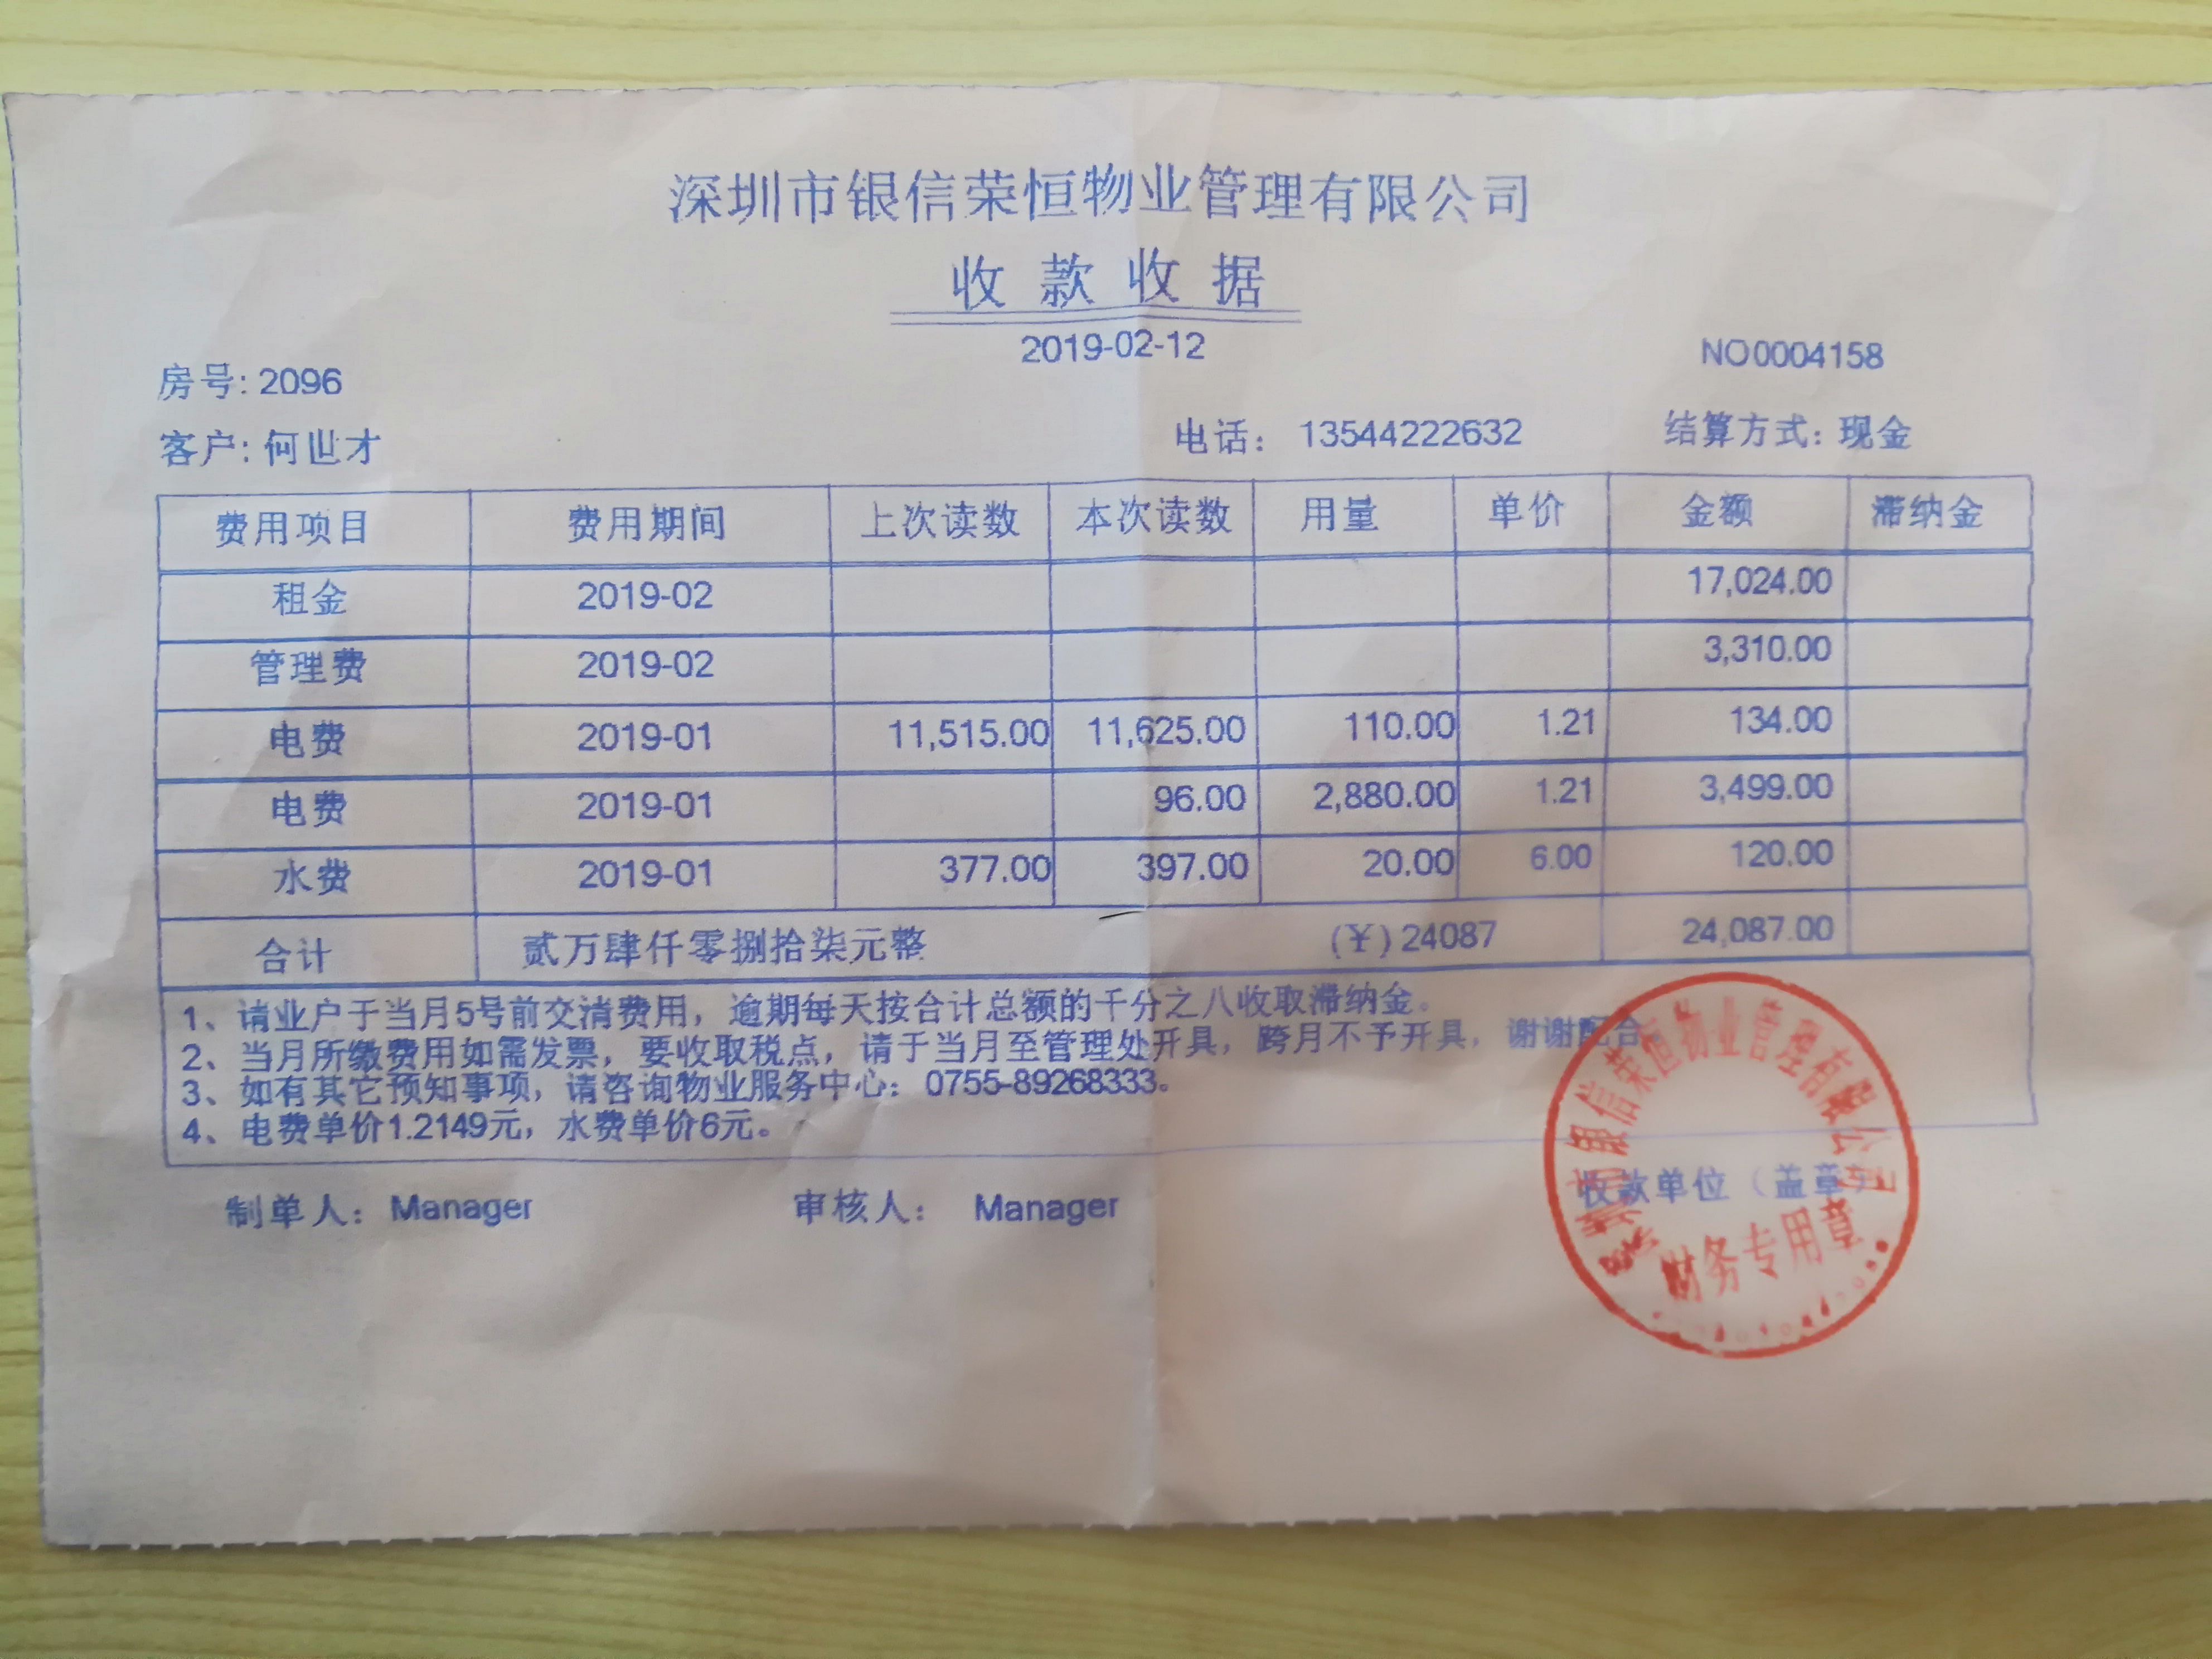 深圳市银信荣恒物业管理有限公司
收款收据
2019-02-12
NO0004158
房号: 2096
客户: 何世才 电话: 13544222632 结算方式: 现金
费用项目 费用期间 上次读数 本次读数 用量 单价 金额 滞纳金
租金 2019-02 17,024.00
管理费 2019-02 3,310.00
电费 2019-01 11,515.00 11,625.00 110.00 1.21 134.00
电费 2019-01 96.00 2,880.00 1.21 3,499.00
水费 2019-01 377.00 397.00 20.00 6.00 120.00
合计 贰万肆仟零捌拾柒元整 (￥) 24087 24,087.00
1、请业户于当月5号前交清费用，逾期每天按合计总额的千分之八收取滞纳金。
2、当月所缴费用如需发票，要收取税点，请于当月至管理处开具，跨月不予开具，谢谢配合。
3、如有其它预知事项，请咨询物业服务中心：0755-89268333。
4、电费单价1.2149元，水费单价6元。
制单人： Manager 审核人： Manager 收款单位（盖章）
深圳市银信荣恒物业管理有限公司
财务专用章